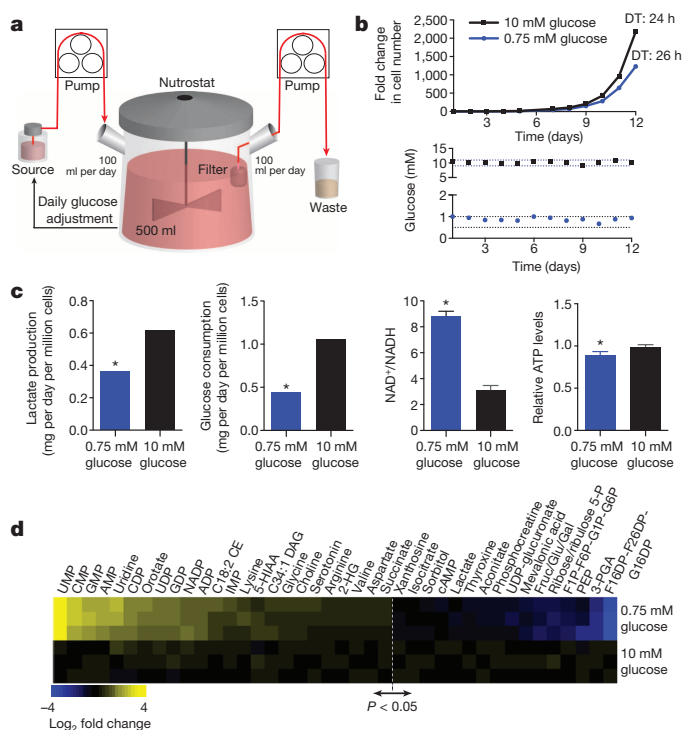 a
Pump
Nutrostat
Pump
Source
100
ml per day
Filter
100
ml per day
Waste
Daily glucose
adjustment
500 ml
b
Fold change
in cell number
2,500
2,000
1,500
1,000
500
0
10 mM glucose
0.75 mM glucose
DT: 24 h
DT: 26 h
3
6
9
12
Time (days)
Glucose (mM)
15
10
5
2
1
0
3
6
9
12
Time (days)
c
Lactate production
(mg per day per million cells)
0.8
0.6
0.4
0.2
0
*
0.75 mM
glucose
10 mM
glucose
Glucose consumption
(mg per day per million cells)
1.5
1.0
0.5
0
*
0.75 mM
glucose
10 mM
glucose
NAD⁺/NADH
10
8
6
4
2
0
*
0.75 mM
glucose
10 mM
glucose
Relative ATP levels
1.5
1.0
0.5
0
*
0.75 mM
glucose
10 mM
glucose
d
UMP
CMP
GMP
AMP
Uridine
CDP
Orotate
UDP
GDP
NADP
ADP
C18:2 CE
IMP
Lysine
5-HIAA
C34:1 DAG
Glycine
Choline
Serotonin
Arginine
2-HG
Valine
Aspartate
Succinate
Xanthosine
Isocitrate
Sorbitol
cAMP
Lactate
Thyroxine
Aconitate
Phosphocreatine
UDP-glucuronate
Mevalonic acid
Fruc/Glu/Gal
Ribose/ribulose 5-P
F1P-F6P-G1P-G6P
PEP
3-PGA
F16DP-F26DP-
G16DP
0.75 mM
glucose
10 mM
glucose
P < 0.05
−4
4
Log₂ fold change